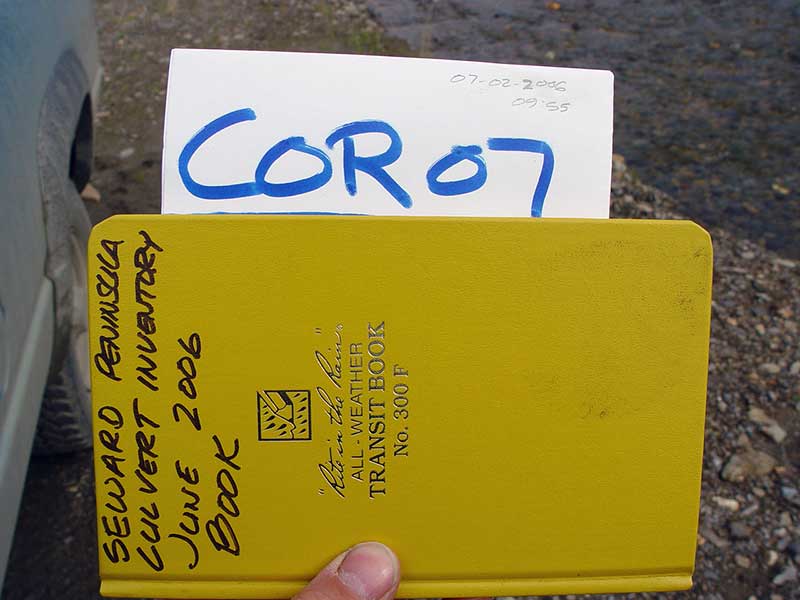 07-02-2006
09:55
COR07
SEWARD PENINSULA
CULVERT INVENTORY
JUNE 2006
BOOK
"Rite in the Rain"
ALL-WEATHER
TRANSIT BOOK
No. 300 F